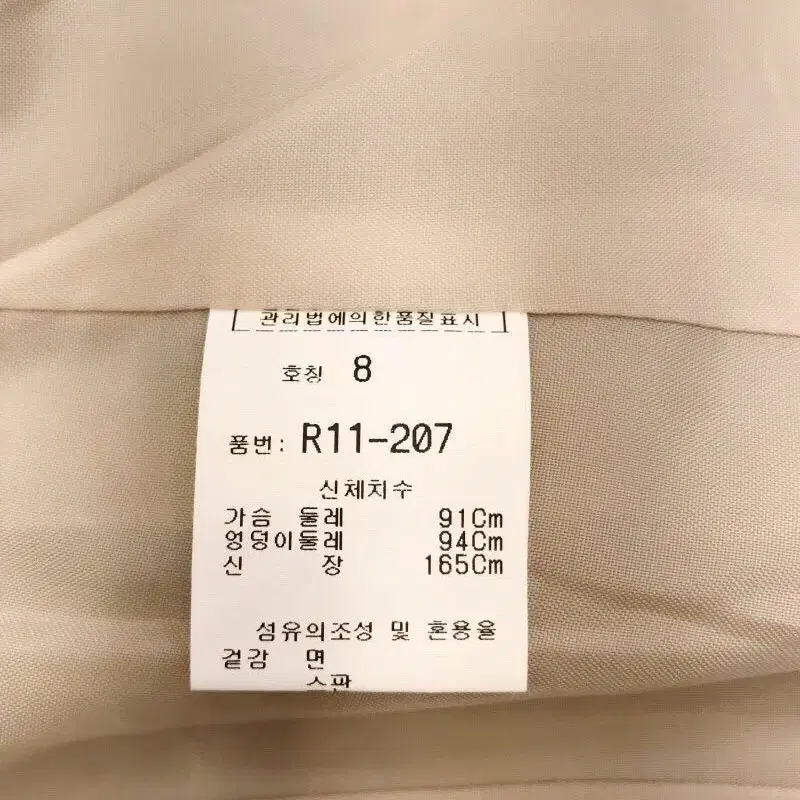 관리법에의한품질표시
호칭 8
품번: R11-207
신체치수
가슴 둘레 91Cm
엉덩이둘레 94Cm
신 장 165Cm
섬유의조성 및 혼용율
겉감 면
스판